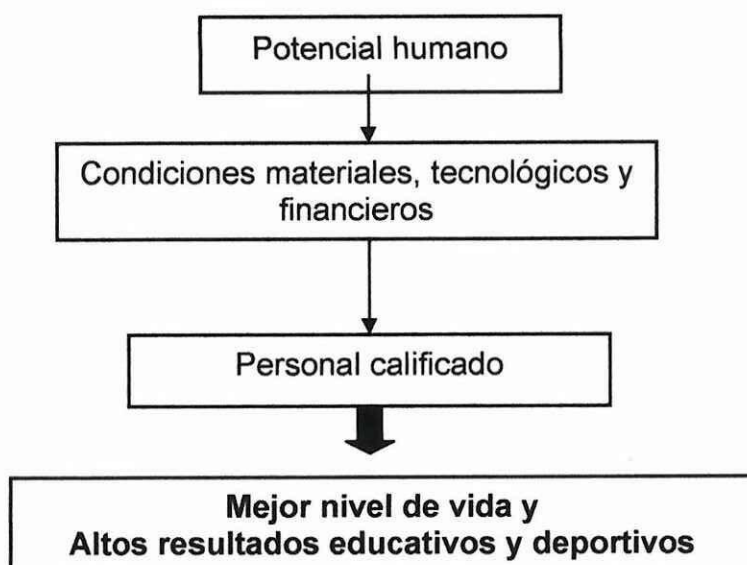 Potencial humano
Condiciones materiales, tecnológicos y
financieros
Personal calificado
Mejor nivel de vida y
Altos resultados educativos y deportivos